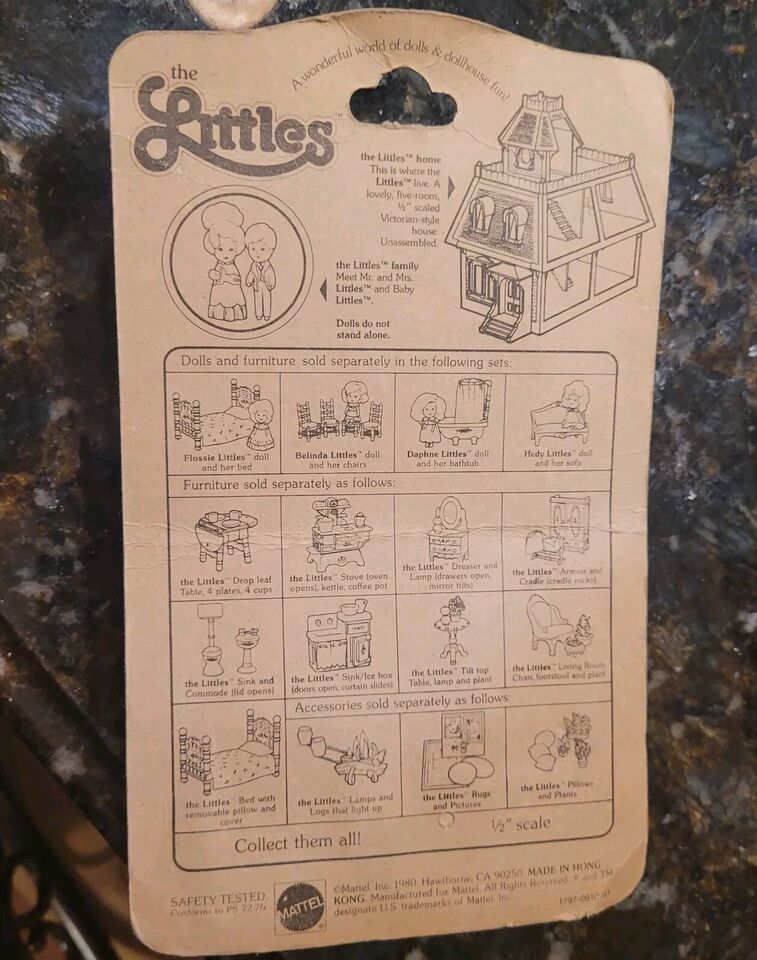 the
Littles™
A wonderful world of dolls & dollhouse fun!
the Littles™ home
This is where the
Littles™ live. A
lovely, five-room,
½" scaled
Victorian-style
house.
Unassembled.
the Littles™ family
Meet Mr. and Mrs.
Littles™ and Baby
Littles™.
Dolls do not
stand alone.
Dolls and furniture sold separately in the following sets:
Flossie Littles™ doll
and her bed
Belinda Littles™ doll
and her chairs
Daphne Littles™ doll
and her bathtub
Hedy Littles™ doll
and her sofa
Furniture sold separately as follows:
the Littles™ Drop leaf
Table, 4 plates, 4 cups
the Littles™ Stove (oven
opens), kettle, coffee pot
the Littles™ Dresser and
Lamp (drawers open,
mirror tilts)
the Littles™ Armoir and
Cradle (cradle rocks)
the Littles™ Sink and
Commode (lid opens)
the Littles™ Sink/Ice box
(doors open, curtain slides)
the Littles™ Tilt top
Table, lamp and plant
the Littles™ Living Room
Chair, footstool and plant
Accessories sold separately as follows:
the Littles™ Bed with
removable pillow and
cover
the Littles™ Lamps and
Logs that light up
the Littles™ Rugs
and Pictures
the Littles™ Pillows
and Plants
Collect them all!
½" scale
SAFETY TESTED.
Conforms to PS 72-76
MATTEL®
©Mattel, Inc. 1980. Hawthorne, CA 90250 MADE IN HONG
KONG. Manufactured for Mattel. All Rights Reserved. ® and TM
designate U.S. trademarks of Mattel, Inc.
1797-0910